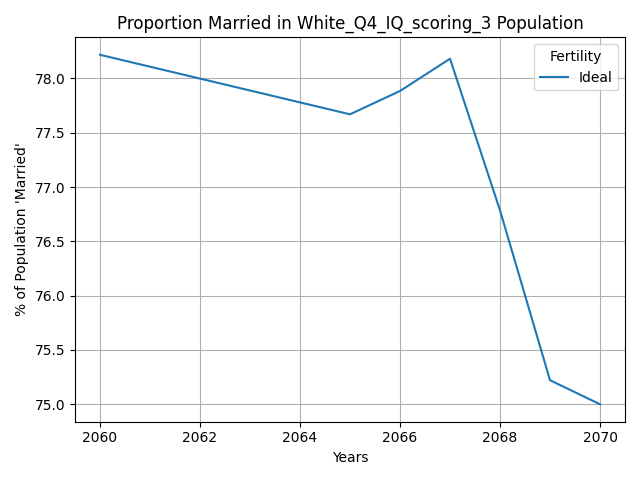 Proportion Married in White_Q4_IQ_scoring_3 Population
Fertility
Ideal
% of Population 'Married'
78.0
77.5
77.0
76.5
76.0
75.5
75.0
2060 2062 2064 2066 2068 2070
Years